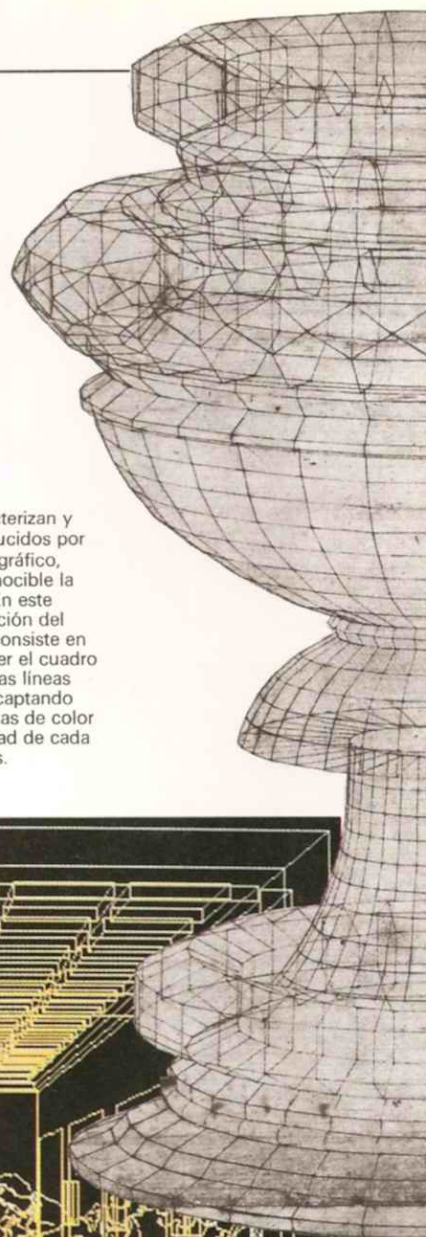 terizan y
ucidos por
gráfico,
nocible la
n este
ción del
consiste en
er el cuadro
as líneas
captando
as de color
ad de cada
s.